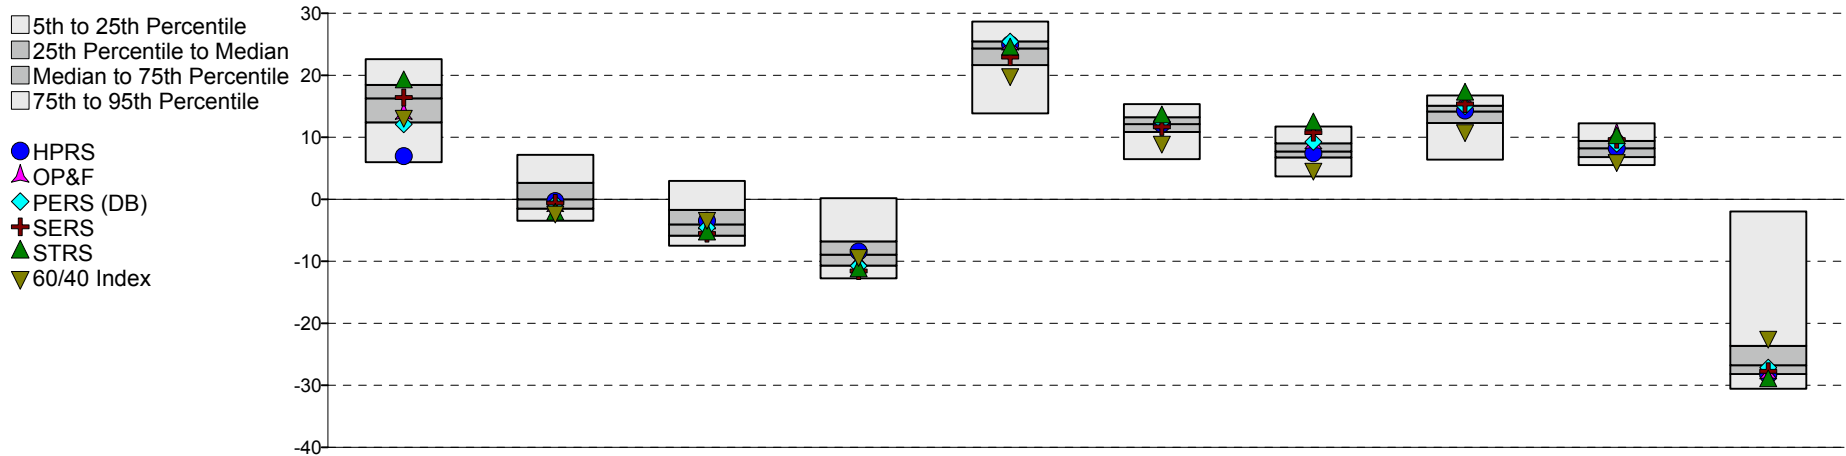 5th to 25th Percentile
25th Percentile to Median
Median to 75th Percentile
75th to 95th Percentile
HPRS
OP&F
PERS (DB)
SERS
STRS
60/40 Index
30
20
10
0
-10
-20
-30
-40